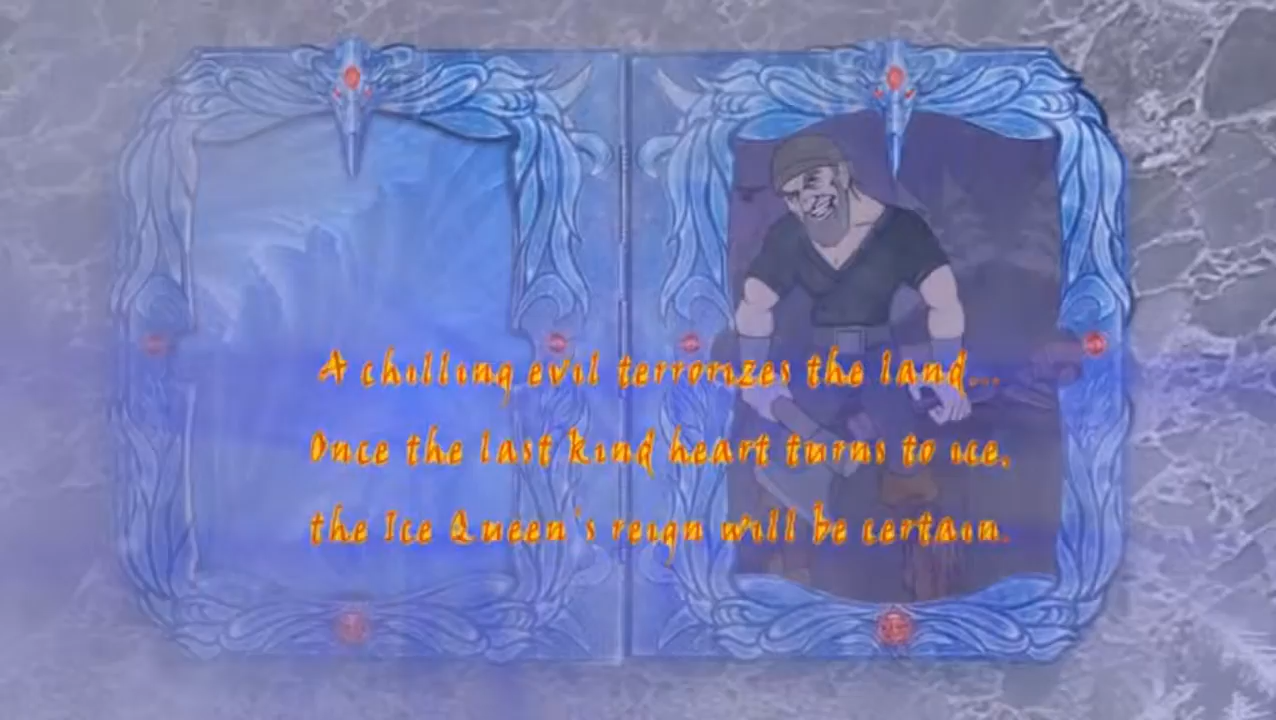 A chilling evil terrorizes the land...
Once the last kind heart turns to ice,
the Ice Queen's reign will be certain.